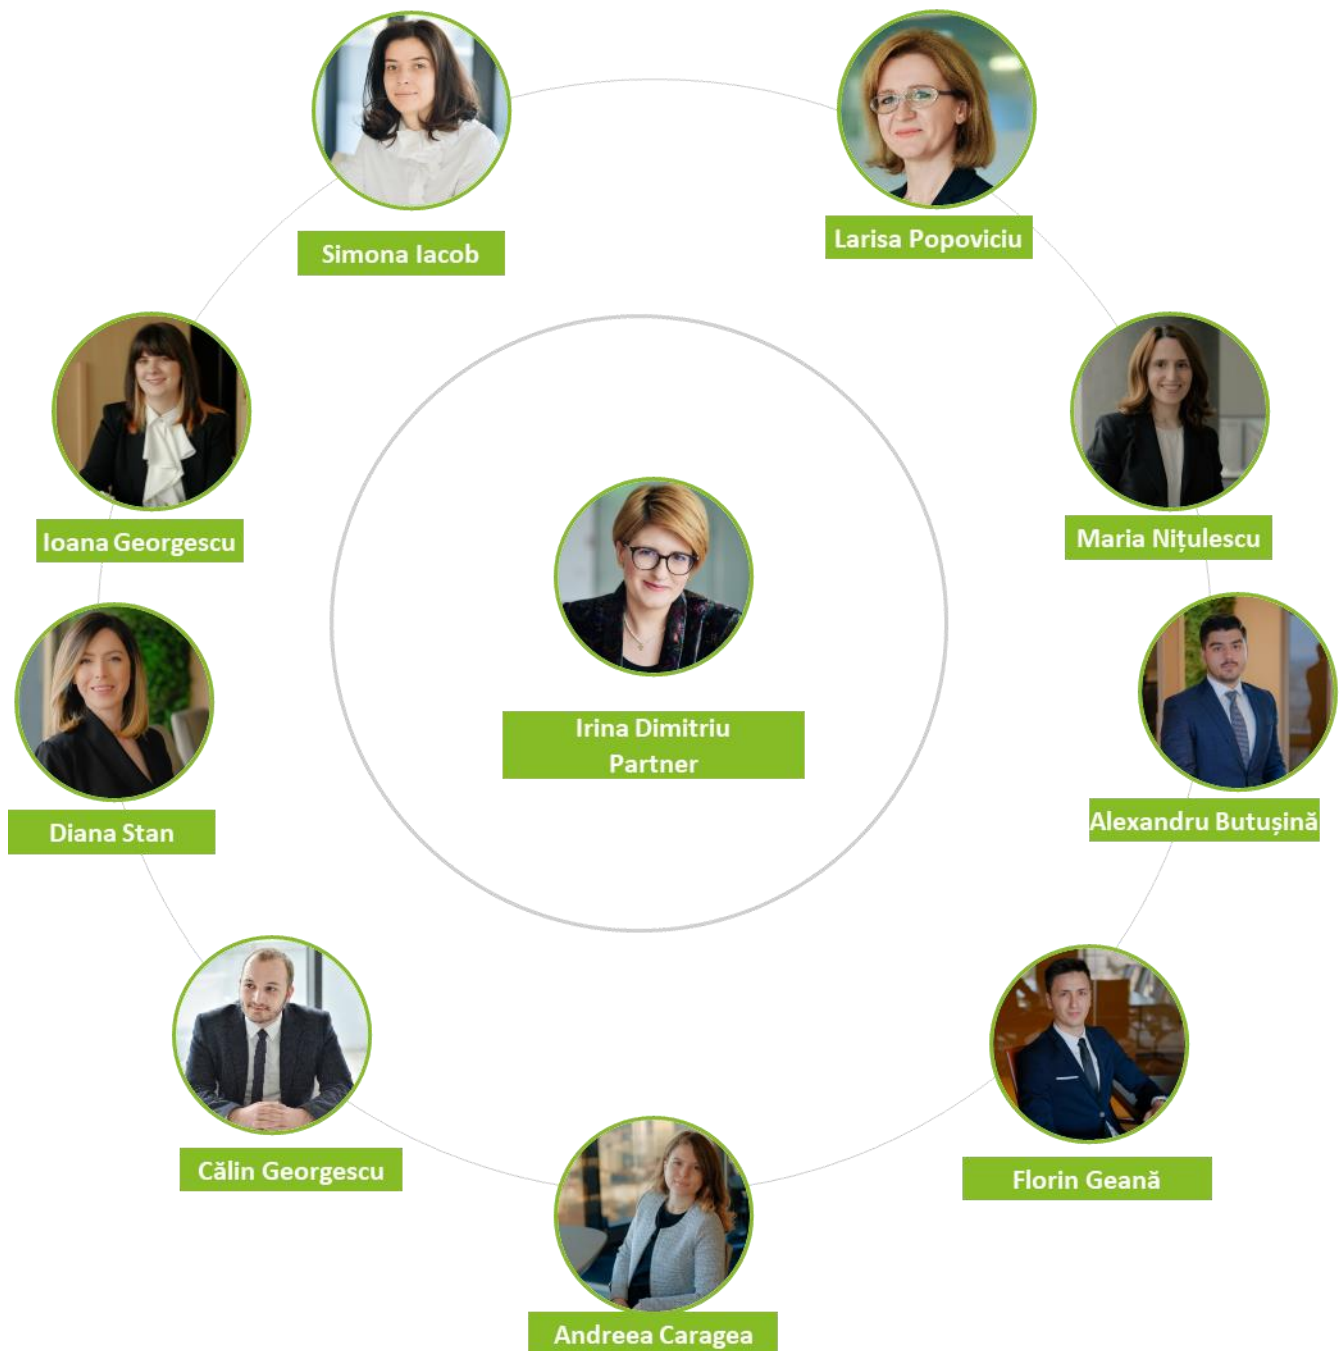 Simona Iacob
Larisa Popoviciu
Ioana Georgescu
Maria Nițulescu
Irina Dimitriu
Partner
Diana Stan
Alexandru Butușină
Călin Georgescu
Florin Geană
Andreea Caragea